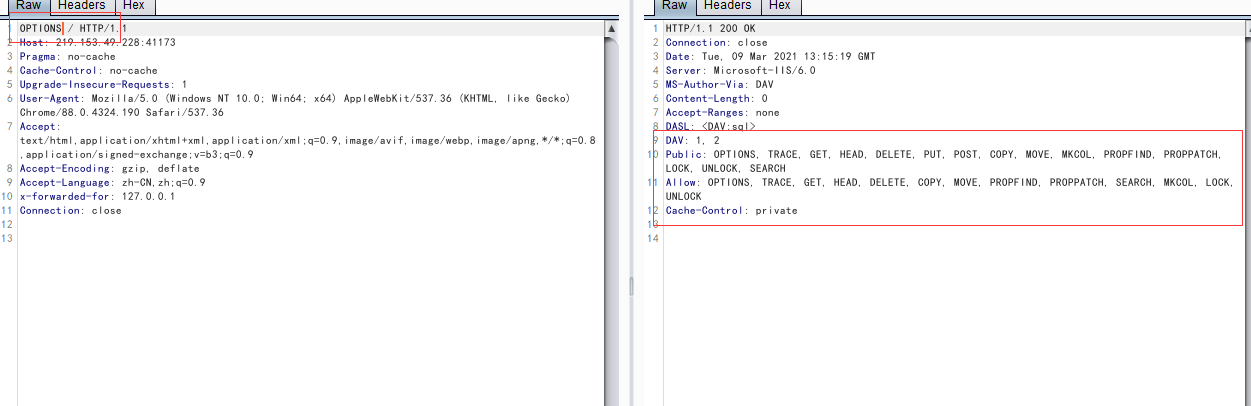 Raw Headers Hex
1 OPTIONS / HTTP/1.1
2 Host: 219.153.49.228:41173
3 Pragma: no-cache
4 Cache-Control: no-cache
5 Upgrade-Insecure-Requests: 1
6 User-Agent: Mozilla/5.0 (Windows NT 10.0; Win64; x64) AppleWebKit/537.36 (KHTML, like Gecko)
Chrome/88.0.4324.190 Safari/537.36
7 Accept:
text/html,application/xhtml+xml,application/xml;q=0.9,image/avif,image/webp,image/apng,*/*;q=0.8
,application/signed-exchange;v=b3;q=0.9
8 Accept-Encoding: gzip, deflate
9 Accept-Language: zh-CN,zh;q=0.9
10 x-forwarded-for: 127.0.0.1
11 Connection: close
12
13
Raw Headers Hex
1 HTTP/1.1 200 OK
2 Connection: close
3 Date: Tue, 09 Mar 2021 13:15:19 GMT
4 Server: Microsoft-IIS/6.0
5 MS-Author-Via: DAV
6 Content-Length: 0
7 Accept-Ranges: none
8 DASL: <DAV:sql>
9 DAV: 1, 2
10 Public: OPTIONS, TRACE, GET, HEAD, DELETE, PUT, POST, COPY, MOVE, MKCOL, PROPFIND, PROPPATCH,
LOCK, UNLOCK, SEARCH
11 Allow: OPTIONS, TRACE, GET, HEAD, DELETE, COPY, MOVE, PROPFIND, PROPPATCH, SEARCH, MKCOL, LOCK,
UNLOCK
12 Cache-Control: private
13
14